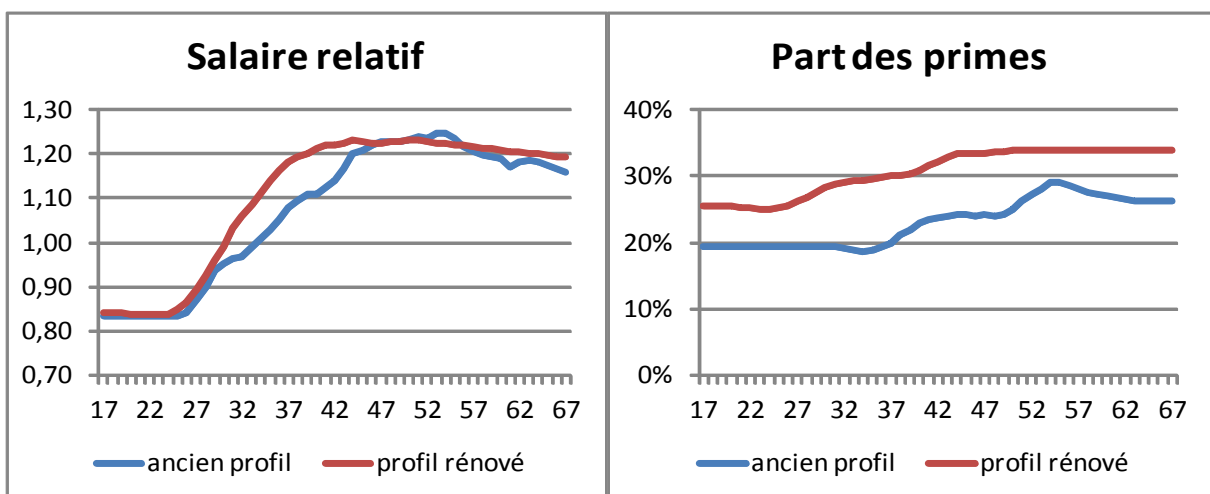 Salaire relatif
1,30
1,20
1,10
1,00
0,90
0,80
0,70
17 22 27 32 37 42 47 52 57 62 67
ancien profil profil rénové
Part des primes
40%
30%
20%
10%
0%
17 22 27 32 37 42 47 52 57 62 67
ancien profil profil rénové